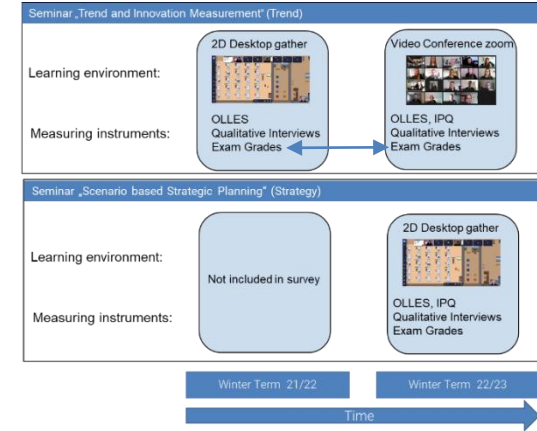 Seminar „Trend and Innovation Measurement“ (Trend)
2D Desktop gather
Video Conference zoom
Learning environment:
Measuring instruments:
OLLES
Qualitative Interviews
Exam Grades
OLLES, IPQ
Qualitative Interviews
Exam Grades
Seminar „Scenario based Strategic Planning“ (Strategy)
2D Desktop gather
Learning environment:
Not included in survey
Measuring instruments:
OLLES, IPQ
Qualitative Interviews
Exam Grades
Winter Term 21/22
Winter Term 22/23
Time